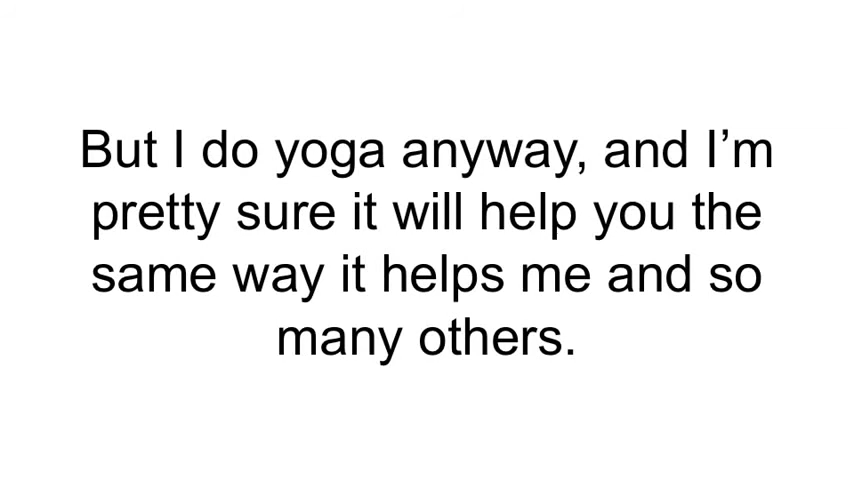 But I do yoga anyway, and I’m
pretty sure it will help you the
same way it helps me and so
many others.